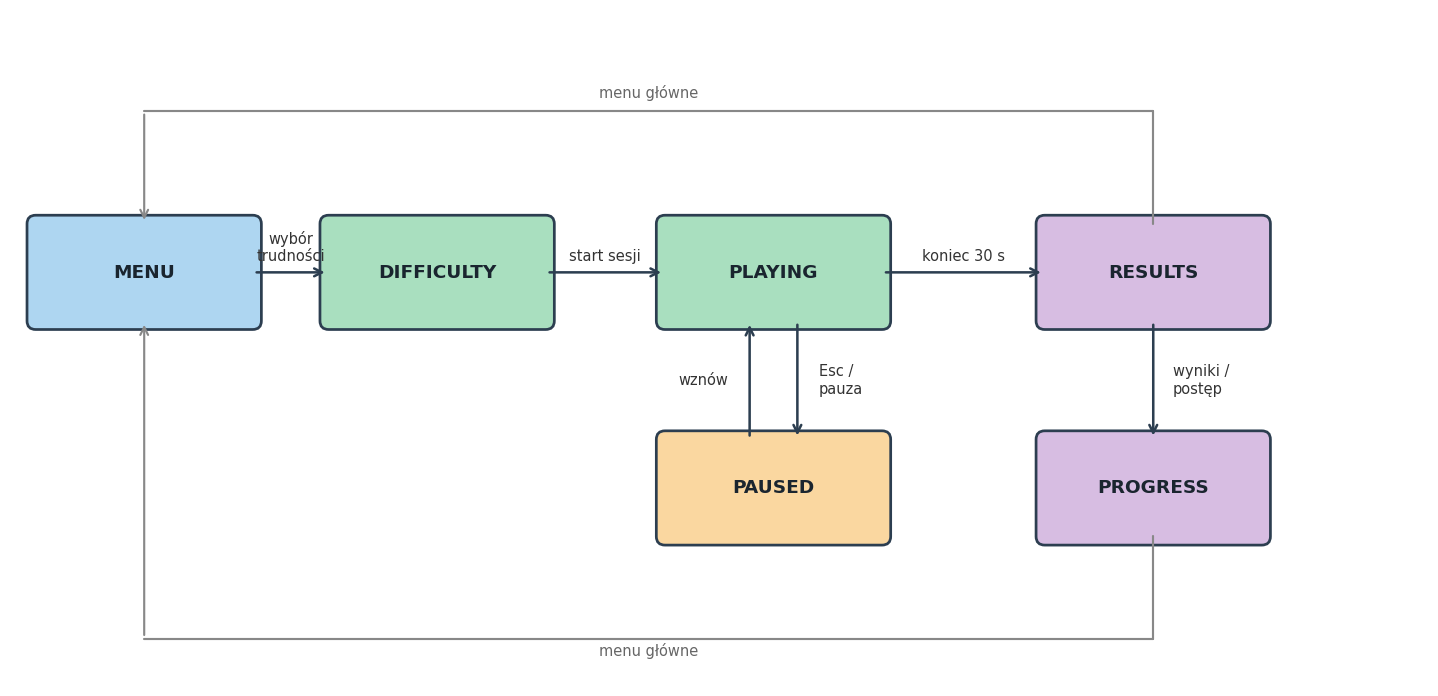 menu główne
wybór
trudności
MENU
DIFFICULTY
start sesji
PLAYING
koniec 30 s
RESULTS
wznów
Esc /
pauza
wyniki /
postęp
PAUSED
PROGRESS
menu główne